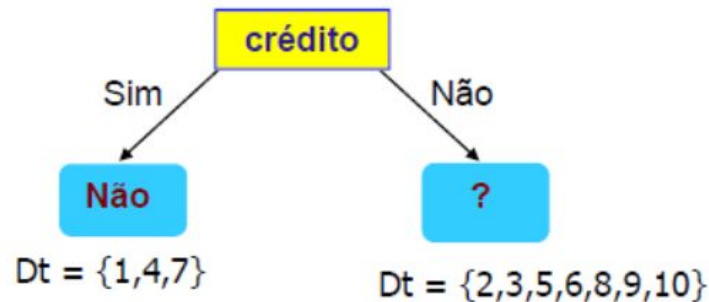 crédito
Sim
Não
Não
?
Dt = {1,4,7}
Dt = {2,3,5,6,8,9,10}